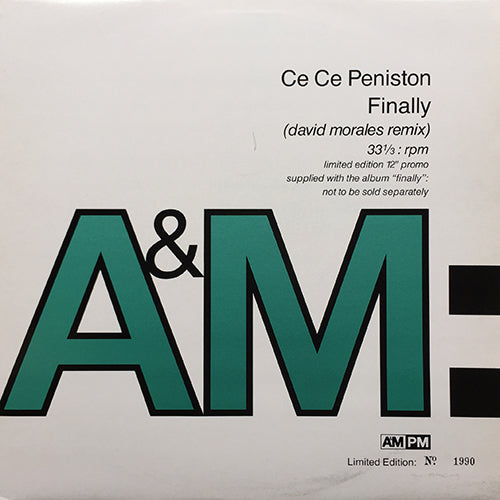 Ce Ce Peniston
Finally
(david morales remix)
33⅓ : rpm
limited edition 12" promo
supplied with the album "finally":
not to be sold separately
A&M:
AM PM
Limited Edition: Nº 1990